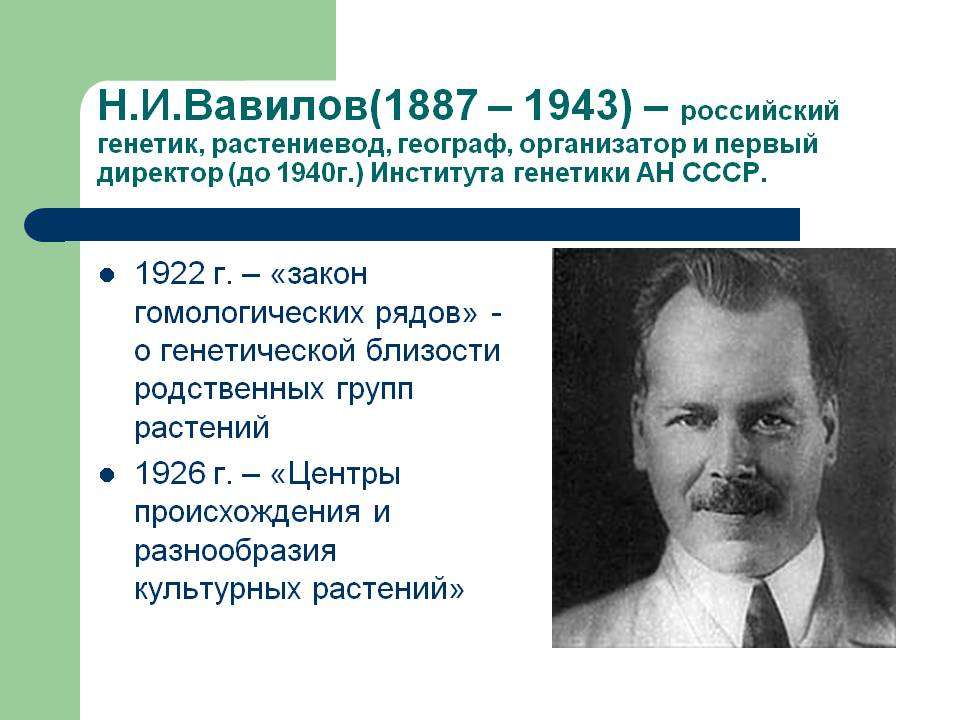 Н.И.Вавилов(1887 – 1943) – российский
генетик, растениевод, географ, организатор и первый
директор (до 1940г.) Института генетики АН СССР.
● 1922 г. – «закон
гомологических рядов» -
о генетической близости
родственных групп
растений
● 1926 г. – «Центры
происхождения и
разнообразия
культурных растений»